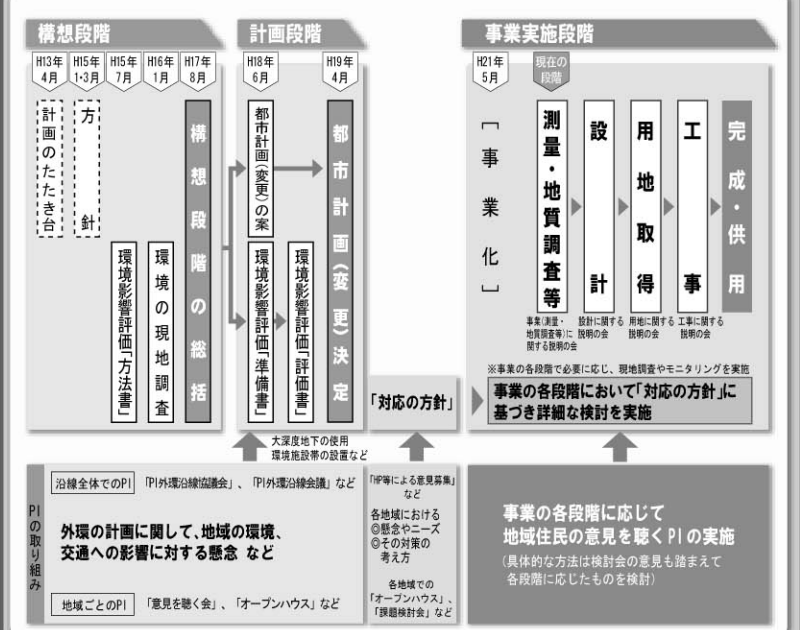 構想段階
H13年
4月
H15年
1・3月
H15年
7月
H16年
1月
H17年
8月
計画のたたき台
方針
環境影響評価「方法書」
環境の現地調査
構想段階の総括
計画段階
H18年
6月
H19年
4月
都市計画(変更)の案
環境影響評価「準備書」
環境影響評価「評価書」
都市計画(変更)決定
大深度地下の使用
環境施設帯の設置など
「対応の方針」
事業実施段階
H21年
5月
現在の
段階
[事業化]
測量・地質調査等
設計
用地取得
工事
完成・供用
事業(測量・
地質調査等)に
関する説明の会
設計に関する
説明の会
用地に関する
説明の会
工事に関する
説明の会
※事業の各段階で必要に応じ、現地調査やモニタリングを実施
事業の各段階において「対応の方針」に
基づき詳細な検討を実施
PIの取り組み
沿線全体でのPI 「PI外環沿線協議会」、「PI外環沿線会議」など
外環の計画に関して、地域の環境、
交通への影響に対する懸念 など
地域ごとのPI 「意見を聴く会」、「オープンハウス」など
「HP等による意見募集」
など
各地域における
◎懸念やニーズ
◎その対策の
考え方
各地域での
「オープンハウス」、
「課題検討会」など
事業の各段階に応じて
地域住民の意見を聴くPIの実施
(具体的な方法は検討会の意見も踏まえて
各段階に応じたものを検討)